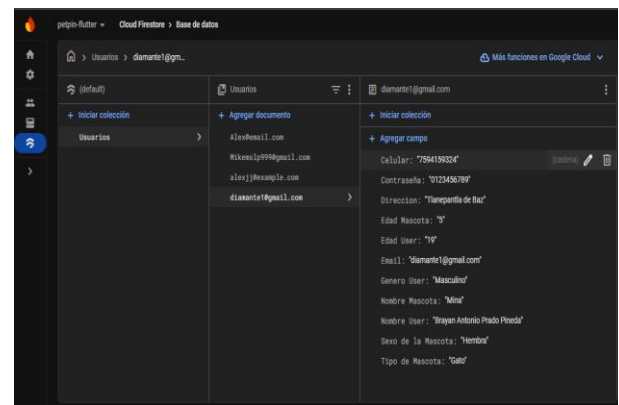 petpin-flutter Cloud Firestore > Base de datos
> Usuarios > diamante1@gm...
Más funciones en Google Cloud
(default)
Usuarios
diamante1@gmail.com
+ Iniciar colección
+ Agregar documento
+ Iniciar colección
Usuarios
Alex@email.com
+ Agregar campo
Mikemslp999@gmail.com
Celular: "7594159324" (cadena)
alexjj@example.com
Contraseña: "0123456789"
diamante1@gmail.com
Direccion: "Tlanepantla de Baz"
Edad Mascota: "5"
Edad User: "19"
Email: "diamante1@gmail.com"
Genero User: "Masculino"
Nombre Mascota: "Mina"
Nombre User: "Brayan Antonio Prado Pineda"
Sexo de la Mascota: "Hembra"
Tipo de Mascota: "Gato"